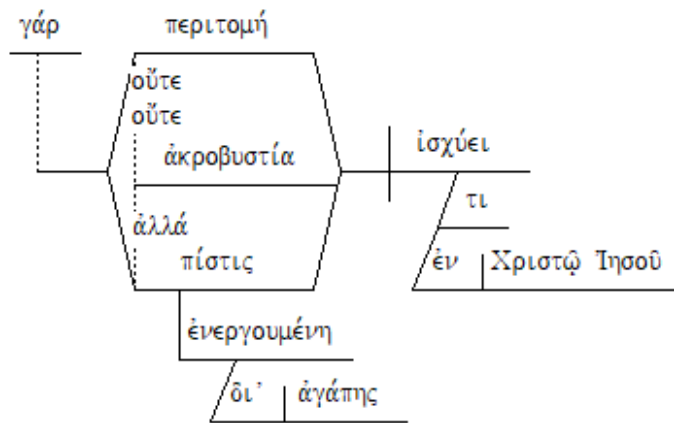 γάρ περιτομή
οὔτε
οὔτε
ἀκροβυστία ἰσχύει
τι
ἀλλά
πίστις ἐν Χριστῷ Ἰησοῦ
ἐνεργουμένη
δι’ ἀγάπης